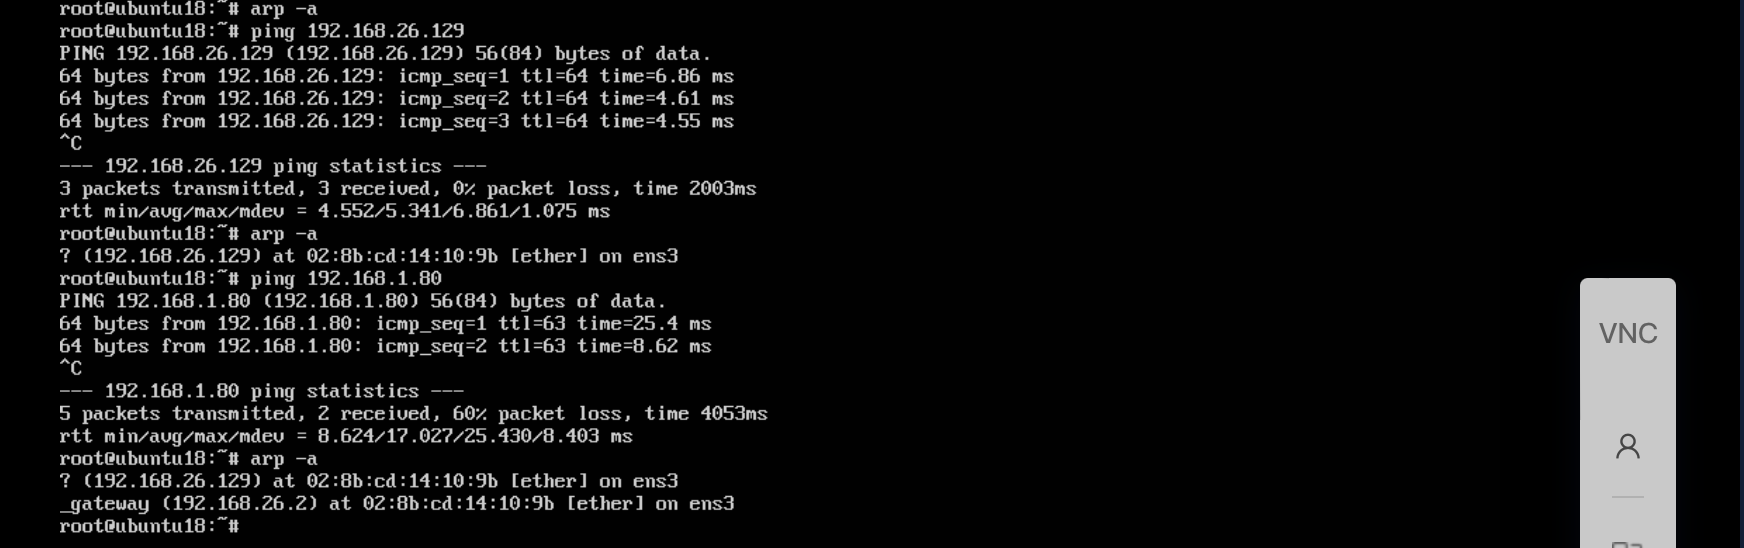 root@ubuntu18:~# arp -a
root@ubuntu18:~# ping 192.168.26.129
PING 192.168.26.129 (192.168.26.129) 56(84) bytes of data.
64 bytes from 192.168.26.129: icmp_seq=1 ttl=64 time=6.86 ms
64 bytes from 192.168.26.129: icmp_seq=2 ttl=64 time=4.61 ms
64 bytes from 192.168.26.129: icmp_seq=3 ttl=64 time=4.55 ms
^C
--- 192.168.26.129 ping statistics ---
3 packets transmitted, 3 received, 0% packet loss, time 2003ms
rtt min/avg/max/mdev = 4.552/5.341/6.861/1.075 ms
root@ubuntu18:~# arp -a
? (192.168.26.129) at 02:8b:cd:14:10:9b [ether] on ens3
root@ubuntu18:~# ping 192.168.1.80
PING 192.168.1.80 (192.168.1.80) 56(84) bytes of data.
64 bytes from 192.168.1.80: icmp_seq=1 ttl=63 time=25.4 ms
64 bytes from 192.168.1.80: icmp_seq=2 ttl=63 time=8.62 ms
^C
--- 192.168.1.80 ping statistics ---
5 packets transmitted, 2 received, 60% packet loss, time 4053ms
rtt min/avg/max/mdev = 8.624/17.027/25.430/8.403 ms
root@ubuntu18:~# arp -a
? (192.168.26.129) at 02:8b:cd:14:10:9b [ether] on ens3
_gateway (192.168.26.2) at 02:8b:cd:14:10:9b [ether] on ens3
root@ubuntu18:~#
VNC